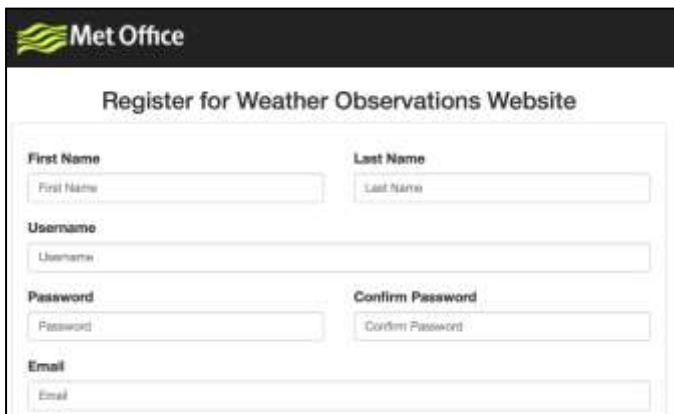 Met Office
Register for Weather Observations Website
First Name Last Name
First Name Last Name
Username
Username
Password Confirm Password
Password Confirm Password
Email
Email